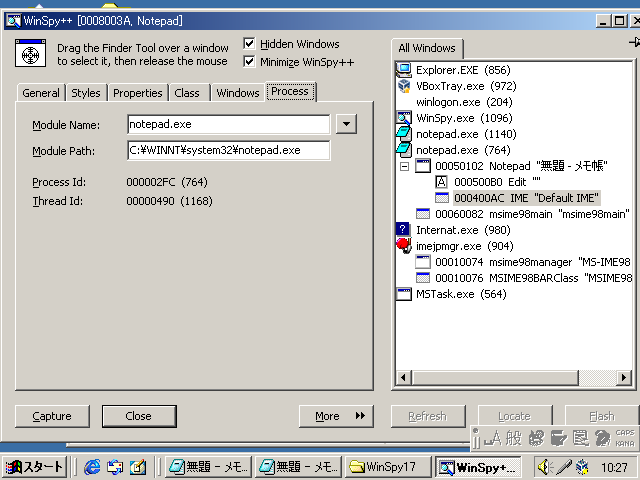 WinSpy++ [0008003A, Notepad]
Drag the Finder Tool over a window
to select it, then release the mouse
Hidden Windows
Minimize WinSpy++
General
Styles
Properties
Class
Windows
Process
Module Name:
notepad.exe
Module Path:
C:¥WINNT¥system32¥notepad.exe
Process Id:
000002FC (764)
Thread Id:
00000490 (1168)
Capture
Close
More
All Windows
Explorer.EXE (856)
VBoxTray.exe (972)
winlogon.exe (204)
WinSpy.exe (1096)
notepad.exe (1140)
notepad.exe (764)
00050102 Notepad "無題 - メモ帳"
000500B0 Edit ""
000400AC IME "Default IME"
00060082 msime98main "msime98main"
Internat.exe (980)
imejpmgr.exe (904)
00010074 msime98manager "MS-IME98
00010076 MSIME98BARClass "MSIME98
MSTask.exe (564)
Refresh
Locate
Flash
A 般
CAPS
KANA
スタート
無題 - メモ...
無題 - メモ...
WinSpy17
WinSpy+...
10:27